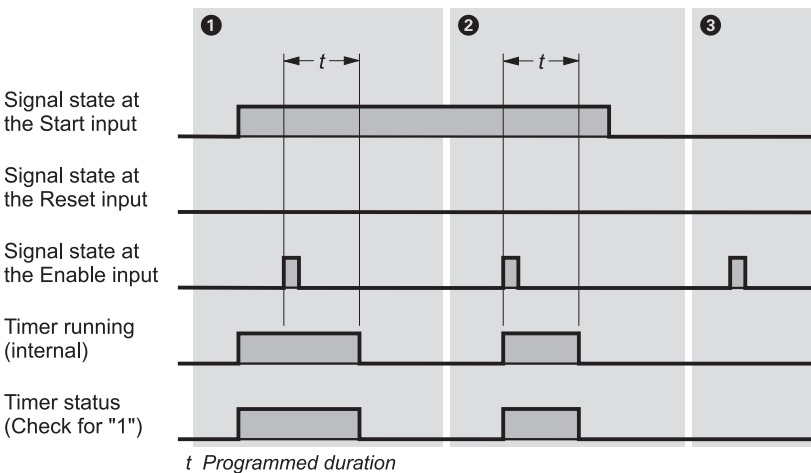 1 2 3
t t
Signal state at
the Start input
Signal state at
the Reset input
Signal state at
the Enable input
Timer running
(internal)
Timer status
(Check for "1")
t Programmed duration